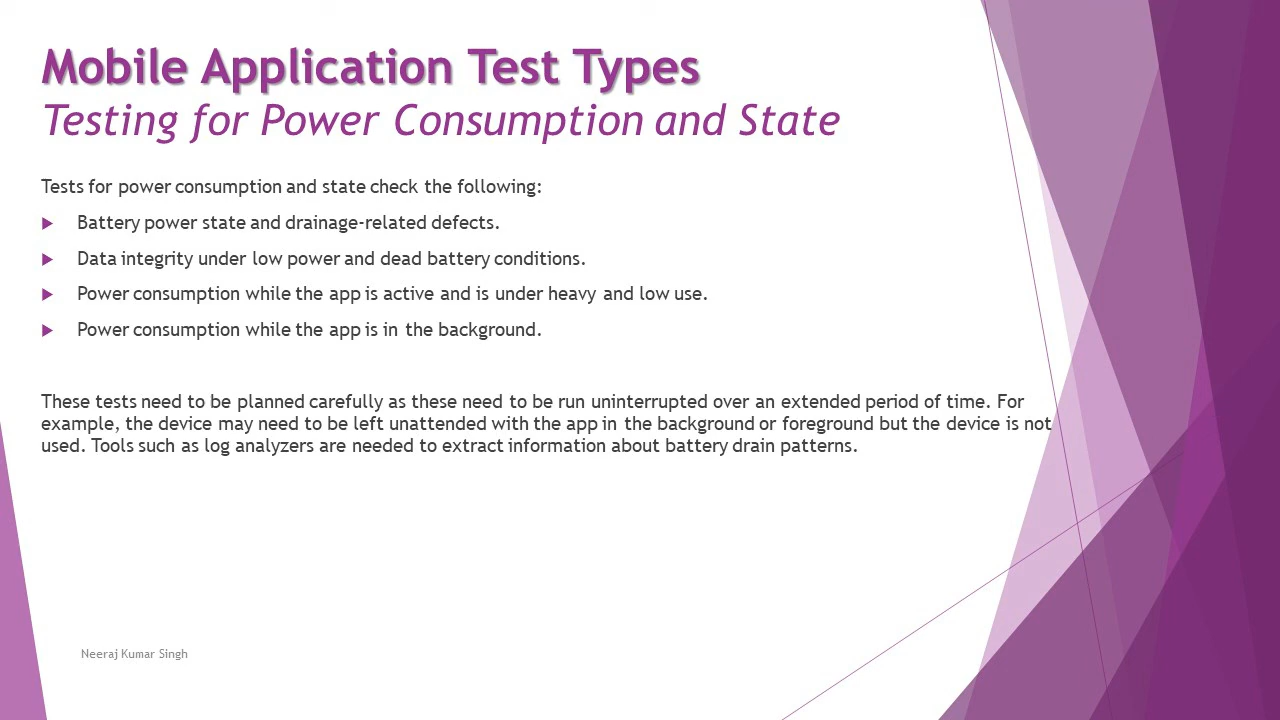 Mobile Application Test Types
Testing for Power Consumption and State
Tests for power consumption and state check the following:
Battery power state and drainage-related defects.
Data integrity under low power and dead battery conditions.
Power consumption while the app is active and is under heavy and low use.
Power consumption while the app is in the background.
These tests need to be planned carefully as these need to be run uninterrupted over an extended period of time. For
example, the device may need to be left unattended with the app in the background or foreground but the device is not
used. Tools such as log analyzers are needed to extract information about battery drain patterns.
Neeraj Kumar Singh